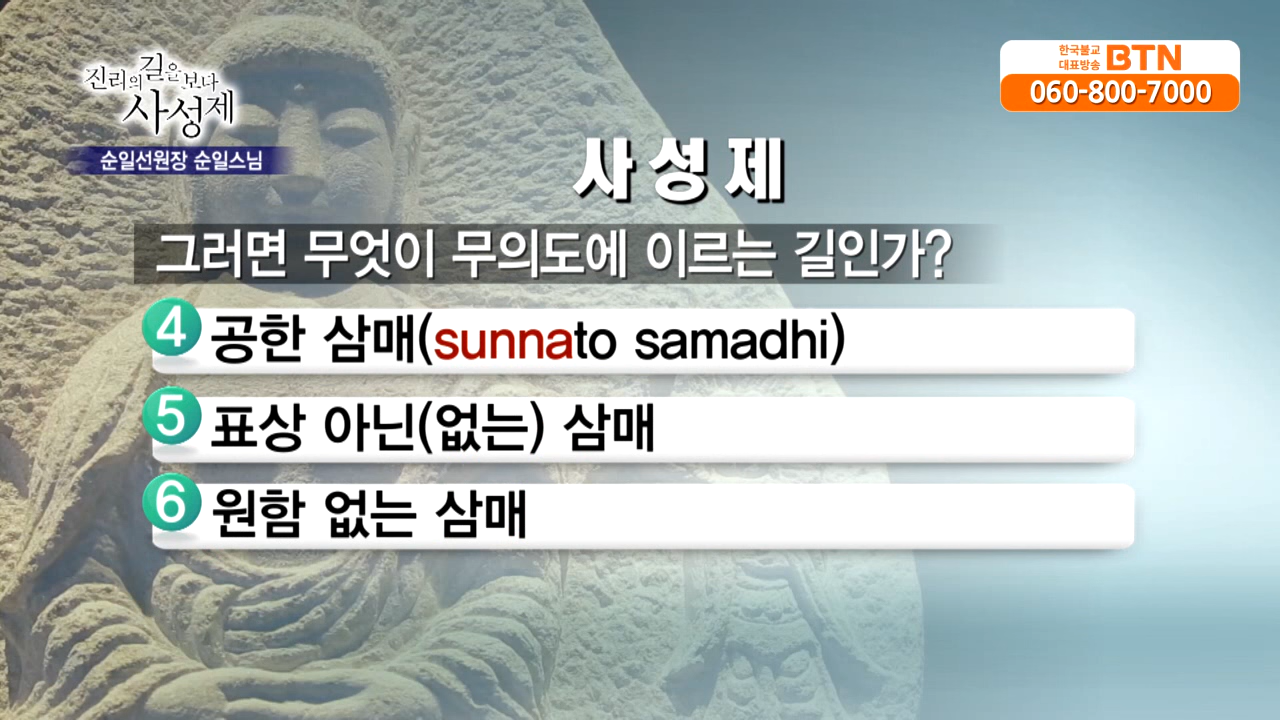 진리의 길을 보다
사성제
순일선원장 순일스님
한국불교
대표방송 BTN
060-800-7000
사성제
그러면 무엇이 무의도에 이르는 길인가?
4 공한 삼매(sunnato samadhi)
5 표상 아닌(없는) 삼매
6 원함 없는 삼매